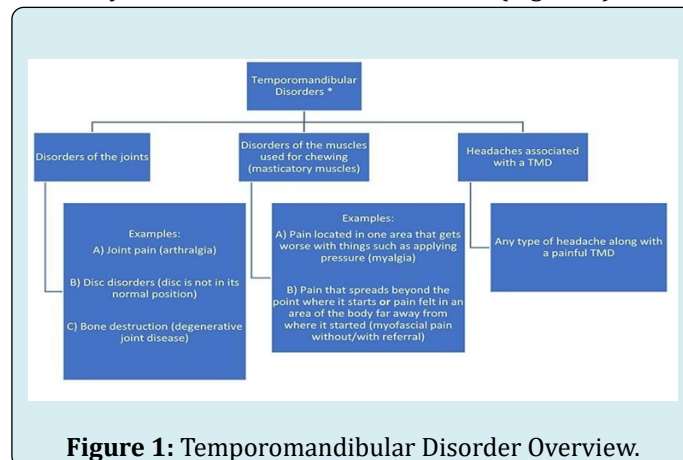 Temporomandibular
Disorders *
Disorders of the joints
Disorders of the muscles
used for chewing
(masticatory muscles)
Headaches associated
with a TMD
Examples:
A) Joint pain (arthralgia)
B) Disc disorders (disc is not in its
normal position)
C) Bone destruction (degenerative
joint disease)
Examples:
A) Pain located in one area that gets
worse with things such as applying
pressure (myalgia)
B) Pain that spreads beyond the
point where it starts or pain felt in an
area of the body far away from
where it started (myofascial pain
without/with referral)
Any type of headache along with
a painful TMD
Figure 1: Temporomandibular Disorder Overview.